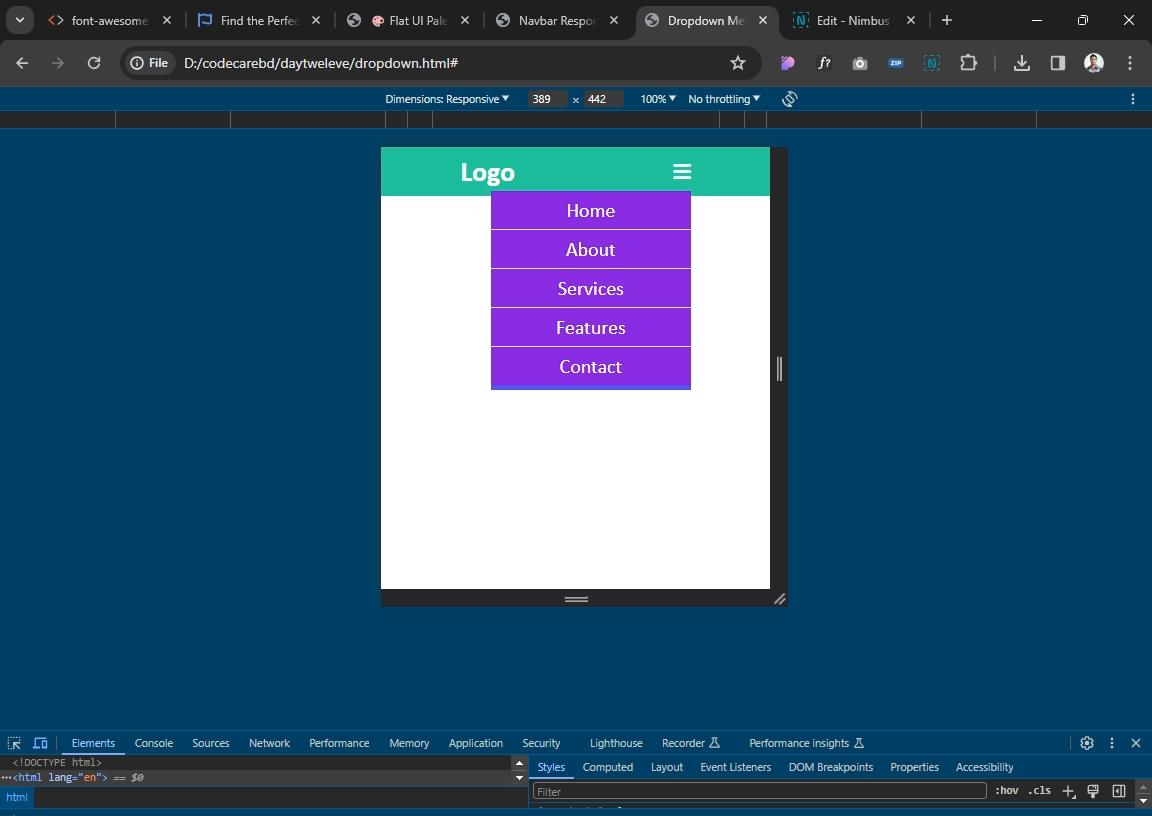 font-awesome
Find the Perfec
Flat UI Pale
Navbar Respon
Dropdown Me
Edit - Nimbus
File D:/codecarebd/daytweleve/dropdown.html#
f?
ZIP
N
Dimensions: Responsive 389 × 442 100% No throttling
Logo
Home
About
Services
Features
Contact
Elements Console Sources Network Performance Memory Application Security Lighthouse Recorder Performance insights
<!DOCTYPE html>
<html lang="en"> == $0
html
Styles Computed Layout Event Listeners DOM Breakpoints Properties Accessibility
Filter :hov .cls